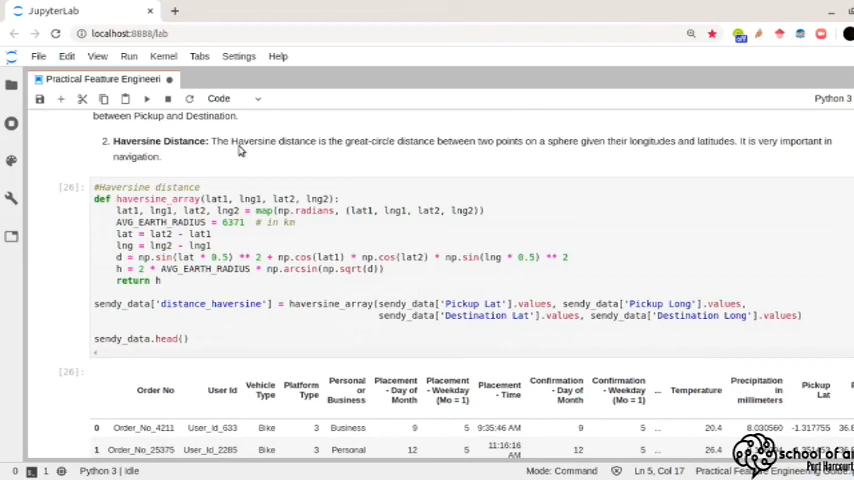 JupyterLab
localhost:8888/lab
File Edit View Run Kernel Tabs Settings Help
Practical Featture Engineeri
Code Python 3
between Pickup and Destination.
2. Haversine Distance: The Haversine distance is the great-circle distance between two points on a sphere given their longitudes and latitudes. It is very important in
navigation.
[26]: #Haversine distance
def haversine_array(lat1, lng1, lat2, lng2):
lat1, lng1, lat2, lng2 = map(np.radians, (lat1, lng1, lat2, lng2))
AVG_EARTH_RADIUS = 6371 # in km
lat = lat2 - lat1
lng = lng2 - lng1
d = np.sin(lat * 0.5) ** 2 + np.cos(lat1) * np.cos(lat2) * np.sin(lng * 0.5) ** 2
h = 2 * AVG_EARTH_RADIUS * np.arcsin(np.sqrt(d))
return h
sendy_data['distance_haversine'] = haversine_array(sendy_data['Pickup Lat'].values, sendy_data['Pickup Long'].values,
sendy_data['Destination Lat'].values, sendy_data['Destination Long'].values)
sendy_data.head()
[26]:
Order No User Id Vehicle Type Platform Type Personal or Business Placement - Day of Month Placement - Weekday (Mo = 1) Placement - Time Confirmation - Day of Month Confirmation - Weekday (Mo = 1) ... Temperature Precipitation in millimeters Pickup Lat
0 Order_No_4211 User_Id_633 Bike 3 Business 9 5 9:35:46 AM 9 5 ... 20.4 8.030560 -1.317755 36.8
1 Order_No_25375 User_Id_2285 Bike 3 Personal 12 5 11:16:16 AM 12 5 ... 26.4
school of ai
Port Harcourt
0 1 Python 3 | Idle Mode: Command Ln 5, Col 17 Practical Featture Engineering Guide